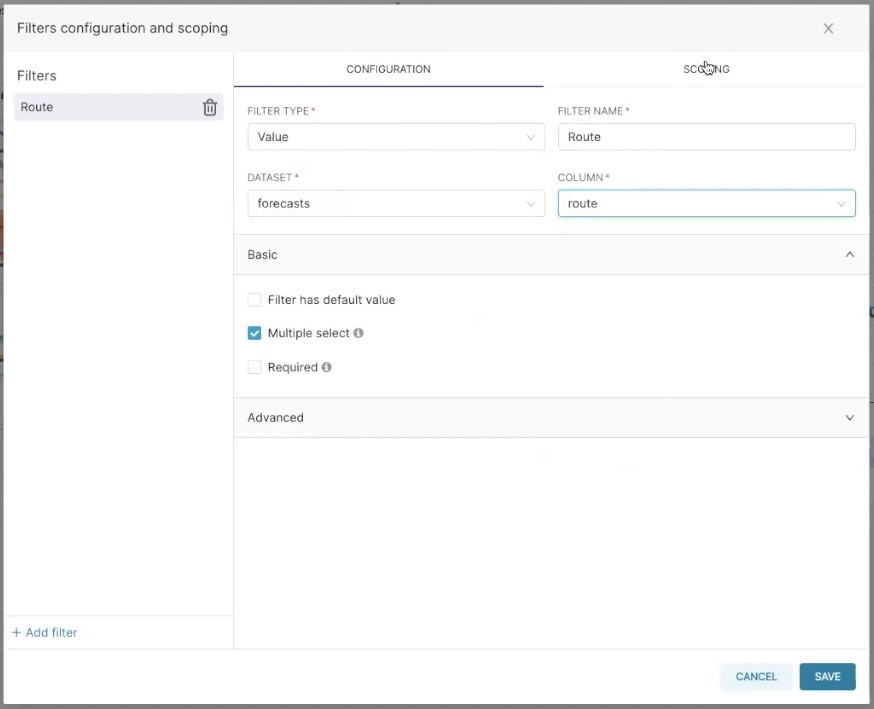 Filters configuration and scoping
Filters
Route
+ Add filter
CONFIGURATION
SCOPING
FILTER TYPE *
Value
FILTER NAME *
Route
DATASET *
forecasts
COLUMN *
route
Basic
Filter has default value
Multiple select
Required
Advanced
CANCEL
SAVE